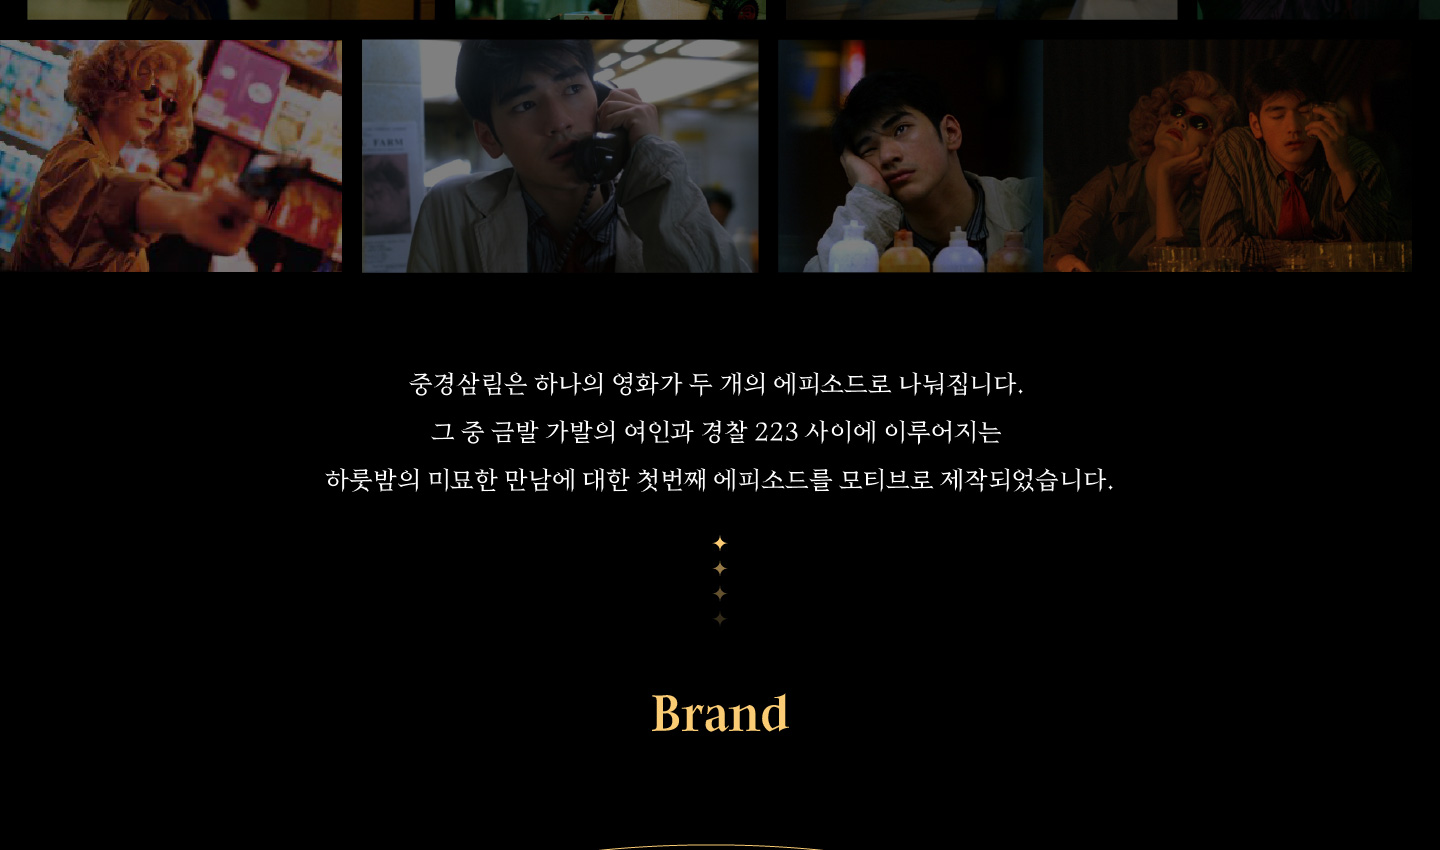 FARM
중경삼림은 하나의 영화가 두 개의 에피소드로 나눠집니다.
그 중 금발 가발의 여인과 경찰 223 사이에 이루어지는
하룻밤의 미묘한 만남에 대한 첫번째 에피소드를 모티브로 제작되었습니다.
Brand